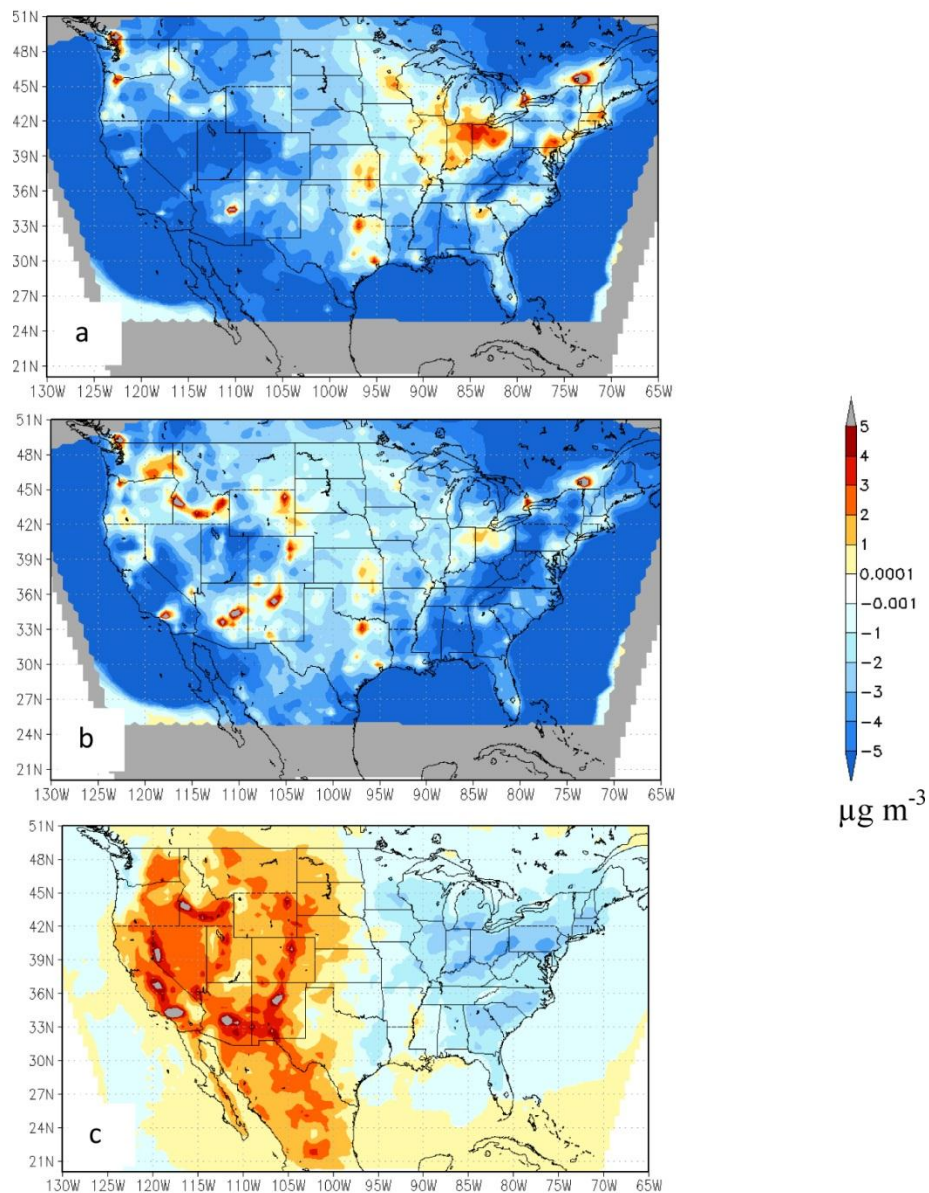 51N
48N
45N
42N
39N
36N
33N
30N
27N
24N
21N
a
130W 125W 120W 115W 110W 105W 100W 95W 90W 85W 80W 75W 70W 65W
51N
48N
45N
42N
39N
36N
33N
30N
27N
24N
21N
b
130W 125W 120W 115W 110W 105W 100W 95W 90W 85W 80W 75W 70W 65W
51N
48N
45N
42N
39N
36N
33N
30N
27N
24N
21N
c
130W 125W 120W 115W 110W 105W 100W 95W 90W 85W 80W 75W 70W 65W
5
4
3
2
1
0.0001
-0.001
-1
-2
-3
-4
-5
µg m⁻³